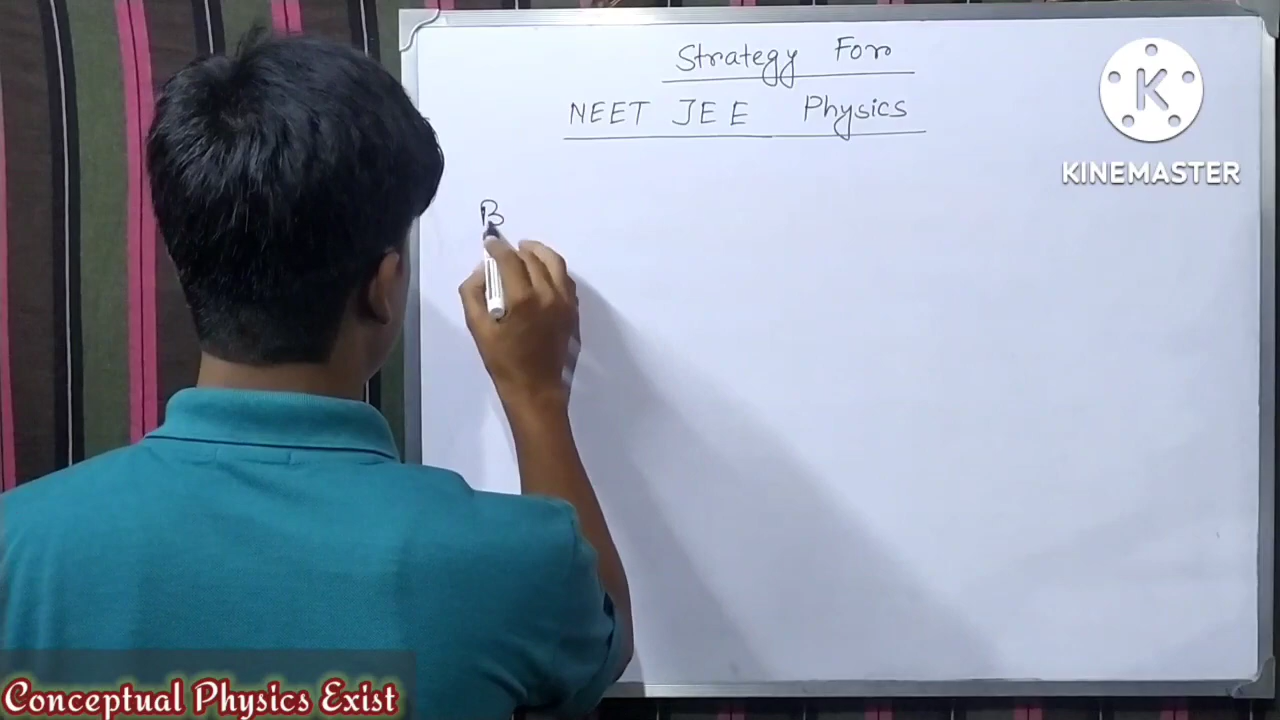 Strategy For
NEET JEE Physics
B
K
KINEMASTER
Conceptual Physics Exist